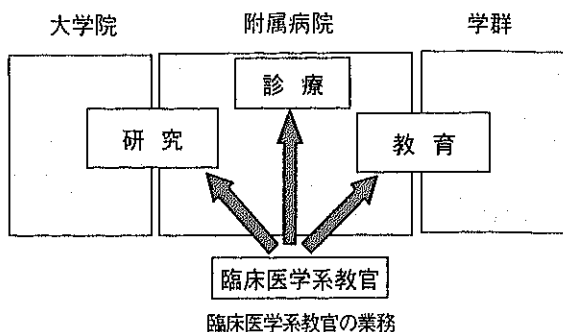 大学院 附属病院 学群
診療
研究 教育
臨床医学系教官
臨床医学系教官の業務